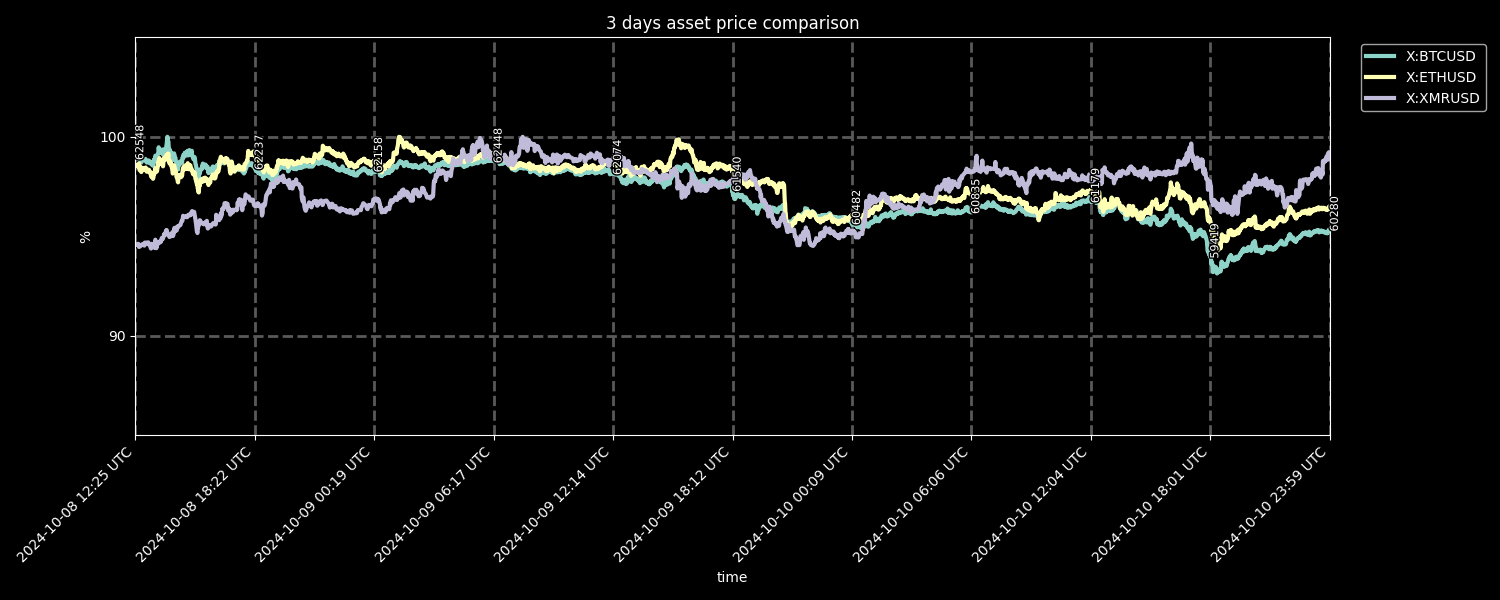 3 days asset price comparison
X:BTCUSD
X:ETHUSD
X:XMRUSD
100
90
%
62237
62158
62448
62074
61540
60482
60835
61179
59419
60280
2024-10-08 12:25 UTC
2024-10-08 18:22 UTC
2024-10-09 00:19 UTC
2024-10-09 06:17 UTC
2024-10-09 12:14 UTC
2024-10-09 18:12 UTC
2024-10-10 00:09 UTC
2024-10-10 06:06 UTC
2024-10-10 12:04 UTC
2024-10-10 18:01 UTC
2024-10-10 23:59 UTC
time